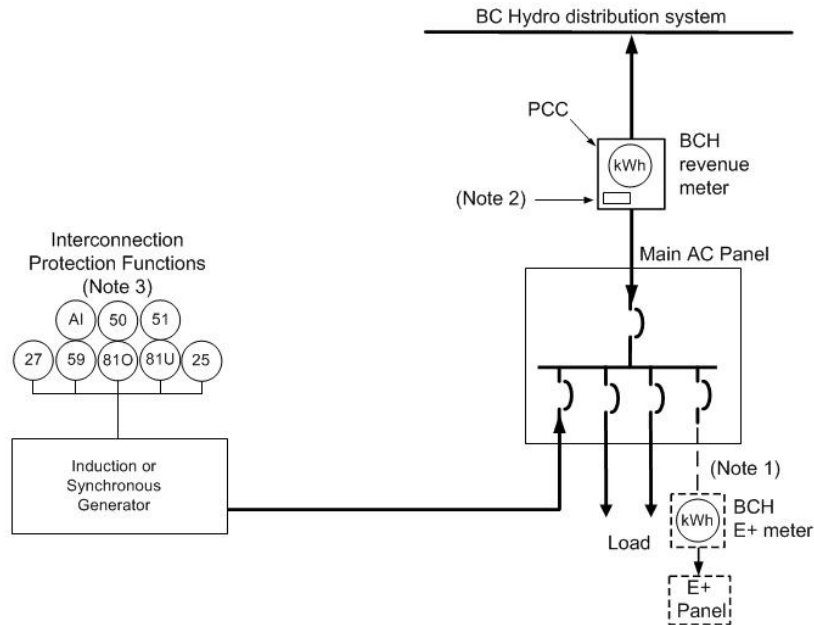 BC Hydro distribution system
PCC
kWh
BCH
revenue
meter
(Note 2)
Main AC Panel
Interconnection
Protection Functions
(Note 3)
AI 50 51
27 59 81O 81U 25
Induction or
Synchronous
Generator
(Note 1)
Load
kWh
BCH
E+ meter
E+
Panel